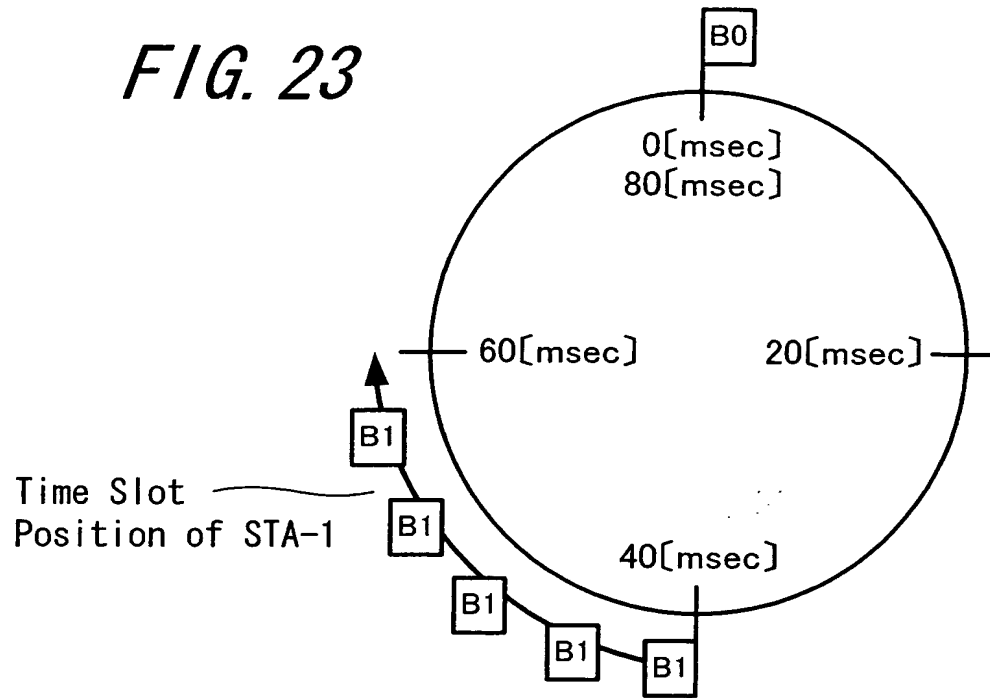 FIG. 23
B0
0[msec]
80[msec]
60[msec]
20[msec]
B1
Time Slot
Position of STA-1
B1
40[msec]
B1
B1
B1